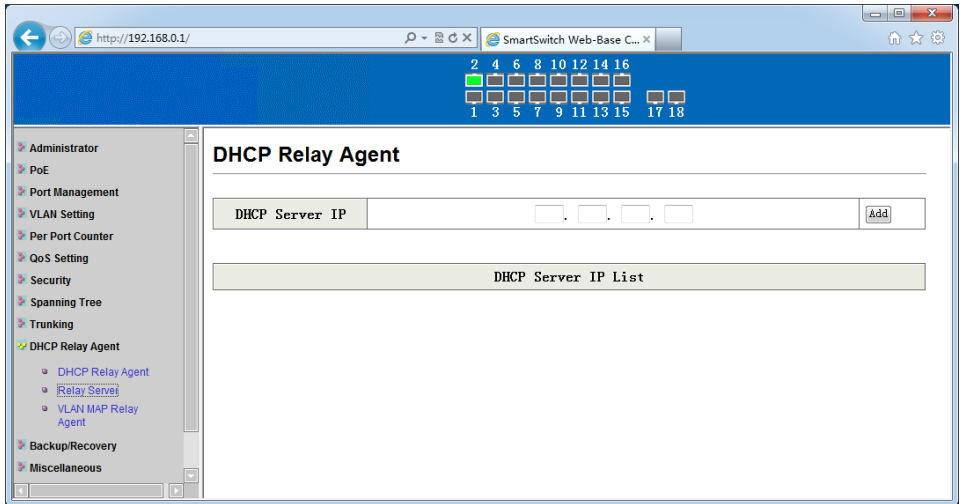 http://192.168.0.1/
SmartSwitch Web-Base C...
2 4 6 8 10 12 14 16
1 3 5 7 9 11 13 15 17 18
Administrator
PoE
Port Management
VLAN Setting
Per Port Counter
QoS Setting
Security
Spanning Tree
Trunking
DHCP Relay Agent
DHCP Relay Agent
Relay Server
VLAN MAP Relay
Agent
Backup/Recovery
Miscellaneous
DHCP Relay Agent
DHCP Server IP . . . Add
DHCP Server IP List